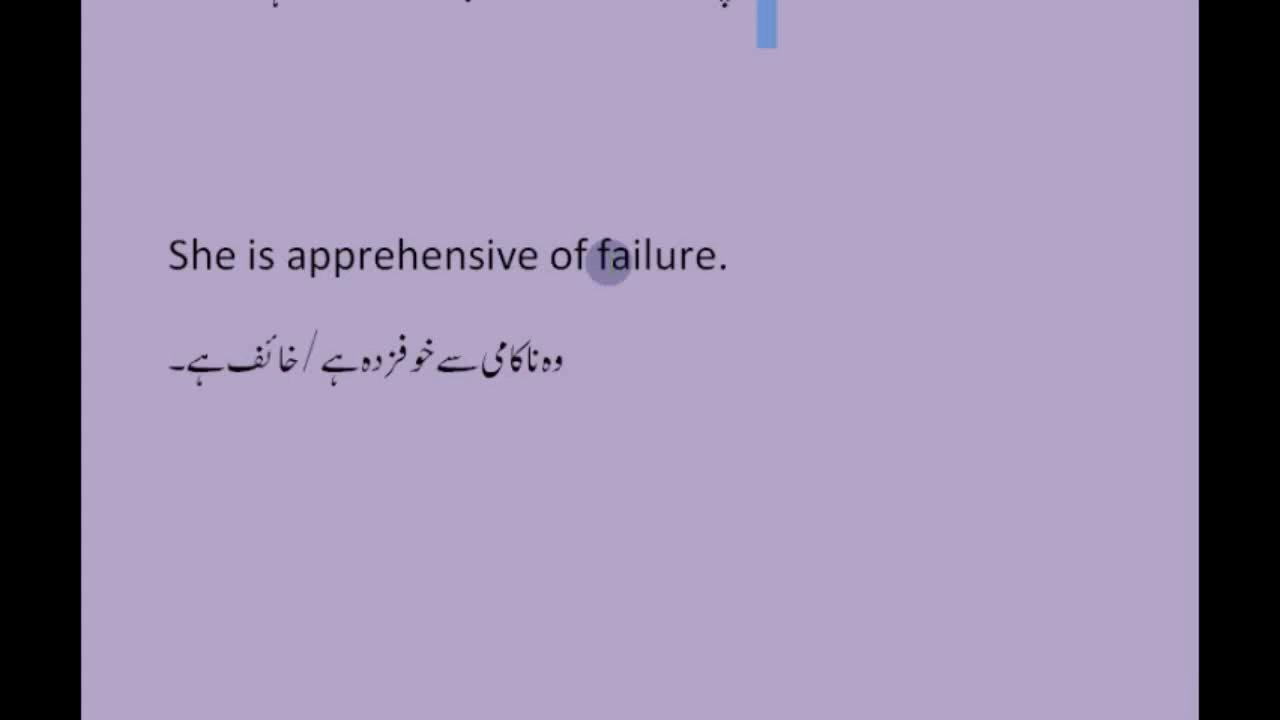 She is apprehensive of failure.
وہ ناکامی سے خوفزدہ ہے / خائف ہے۔